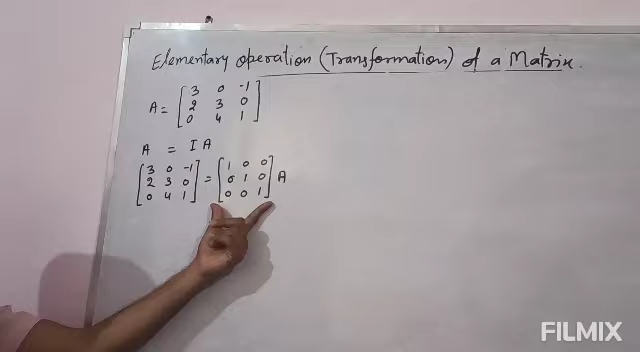 Elementary operation (Transformation) of a Matrix.
A = [3 0 -1
2 3 0
0 4 1]
A = I A
[3 0 -1
2 3 0
0 4 1] = [1 0 0
0 1 0
0 0 1] A
FILMIX